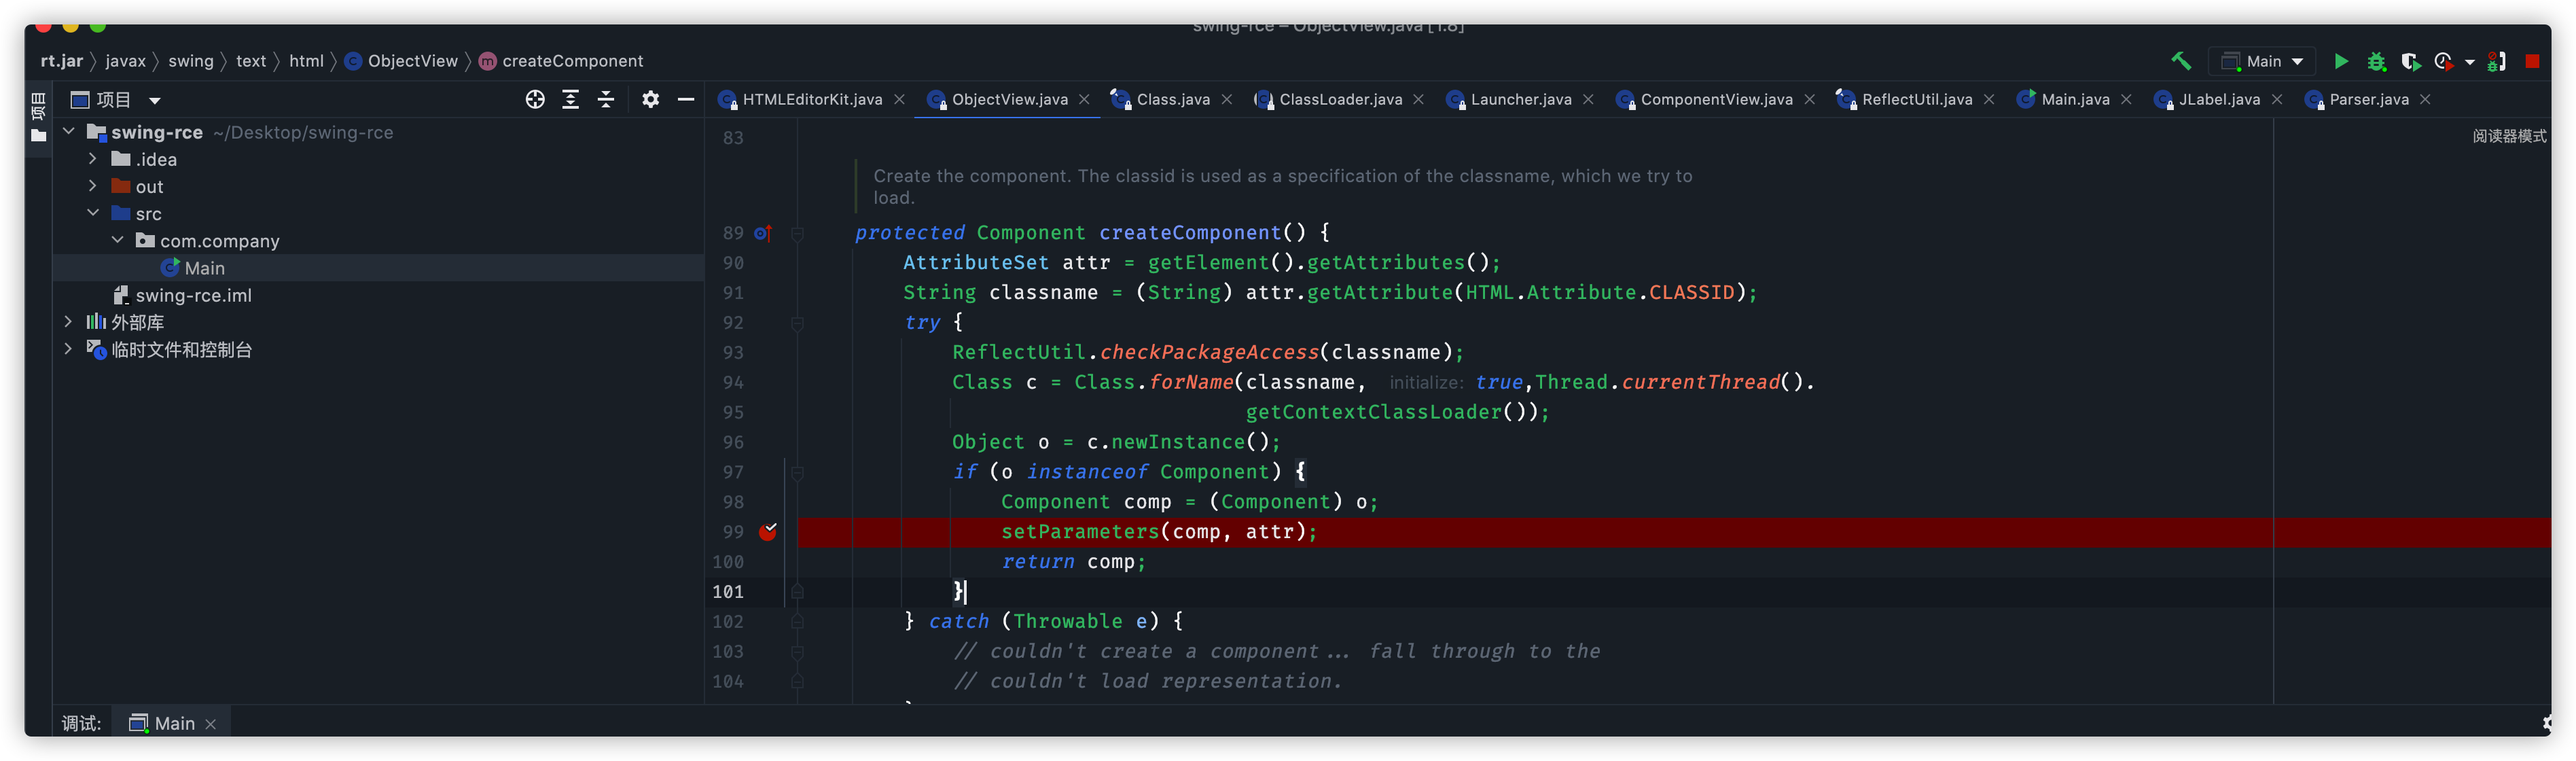 swing-rce – ObjectView.java [1.8]
rt.jar javax swing text html ObjectView createComponent
Main
项目
项目
HTMLEditorKit.java ObjectView.java Class.java ClassLoader.java Launcher.java ComponentView.java ReflectUtil.java Main.java JLabel.java Parser.java
swing-rce ~/Desktop/swing-rce
.idea
out
src
com.company
Main
swing-rce.iml
外部库
临时文件和控制台
阅读器模式
83
Create the component. The classid is used as a specification of the classname, which we try to
load.
89 protected Component createComponent() {
90 AttributeSet attr = getElement().getAttributes();
91 String classname = (String) attr.getAttribute(HTML.Attribute.CLASSID);
92 try {
93 ReflectUtil.checkPackageAccess(classname);
94 Class c = Class.forName(classname, initialize: true,Thread.currentThread().
95 getContextClassLoader());
96 Object o = c.newInstance();
97 if (o instanceof Component) {
98 Component comp = (Component) o;
99 setParameters(comp, attr);
100 return comp;
101 }
102 } catch (Throwable e) {
103 // couldn't create a component... fall through to the
104 // couldn't load representation.
调试: Main